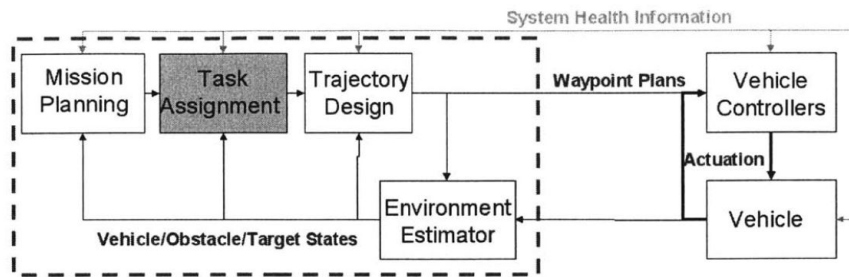 System Health Information
Mission
Planning
Task
Assignment
Trajectory
Design
Waypoint Plans
Vehicle
Controllers
Actuation
Environment
Estimator
Vehicle
Vehicle/Obstacle/Target States